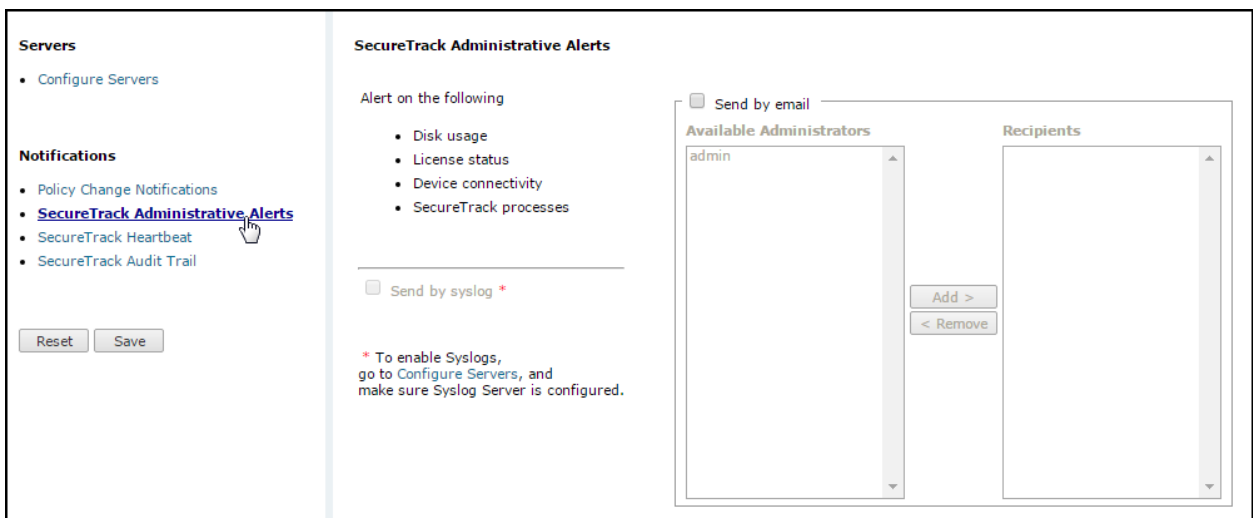 Servers
• Configure Servers
Notifications
• Policy Change Notifications
• SecureTrack Administrative Alerts
• SecureTrack Heartbeat
• SecureTrack Audit Trail
Reset Save
SecureTrack Administrative Alerts
Alert on the following
• Disk usage
• License status
• Device connectivity
• SecureTrack processes
Send by syslog *
* To enable Syslogs,
go to Configure Servers, and
make sure Syslog Server is configured.
Send by email
Available Administrators Recipients
admin
Add >
< Remove